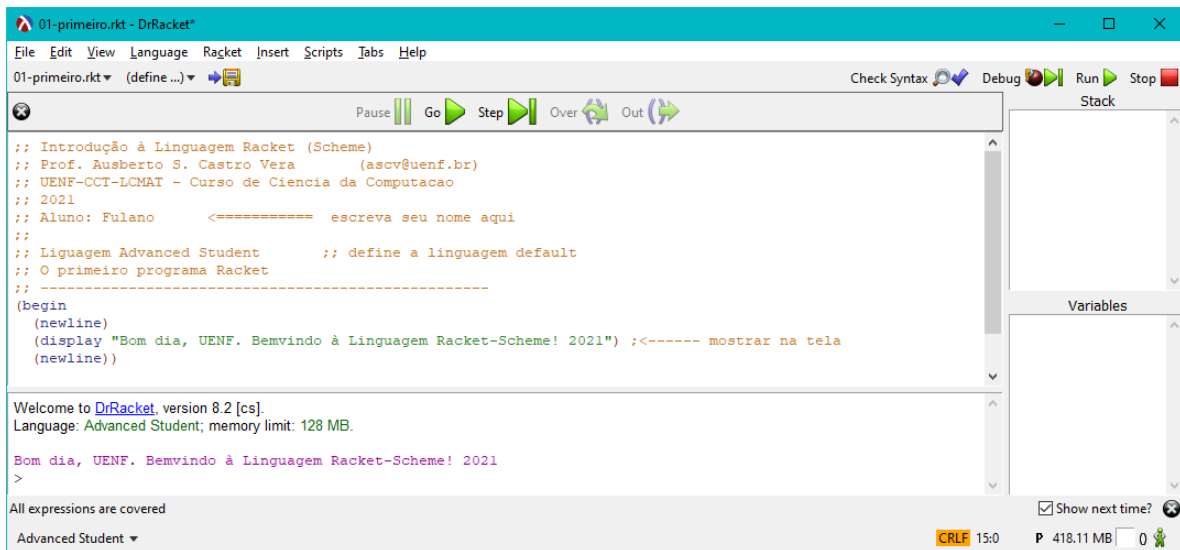 01-primeiro.rkt - DrRacket*
File Edit View Language Racket Insert Scripts Tabs Help
01-primeiro.rkt (define ...) Check Syntax Debug Run Stop
Pause Go Step Over Out
Stack
;; Introdução à Linguagem Racket (Scheme)
;; Prof. Ausberto S. Castro Vera (ascv@uenf.br)
;; UENF-CCT-LCMAT - Curso de Ciencia da Computacao
;; 2021
;; Aluno: Fulano <=========== escreva seu nome aqui
;;
;; Liguagem Advanced Student ;; define a linguagem default
;; O primeiro programa Racket
;; ----------------------------------------------------
(begin
(newline)
(display "Bom dia, UENF. Bemvindo à Linguagem Racket-Scheme! 2021") ;<------ mostrar na tela
(newline))
Variables
Welcome to DrRacket, version 8.2 [cs].
Language: Advanced Student; memory limit: 128 MB.
Bom dia, UENF. Bemvindo à Linguagem Racket-Scheme! 2021
>
All expressions are covered
Show next time?
Advanced Student CRLF 15:0 P 418.11 MB 0